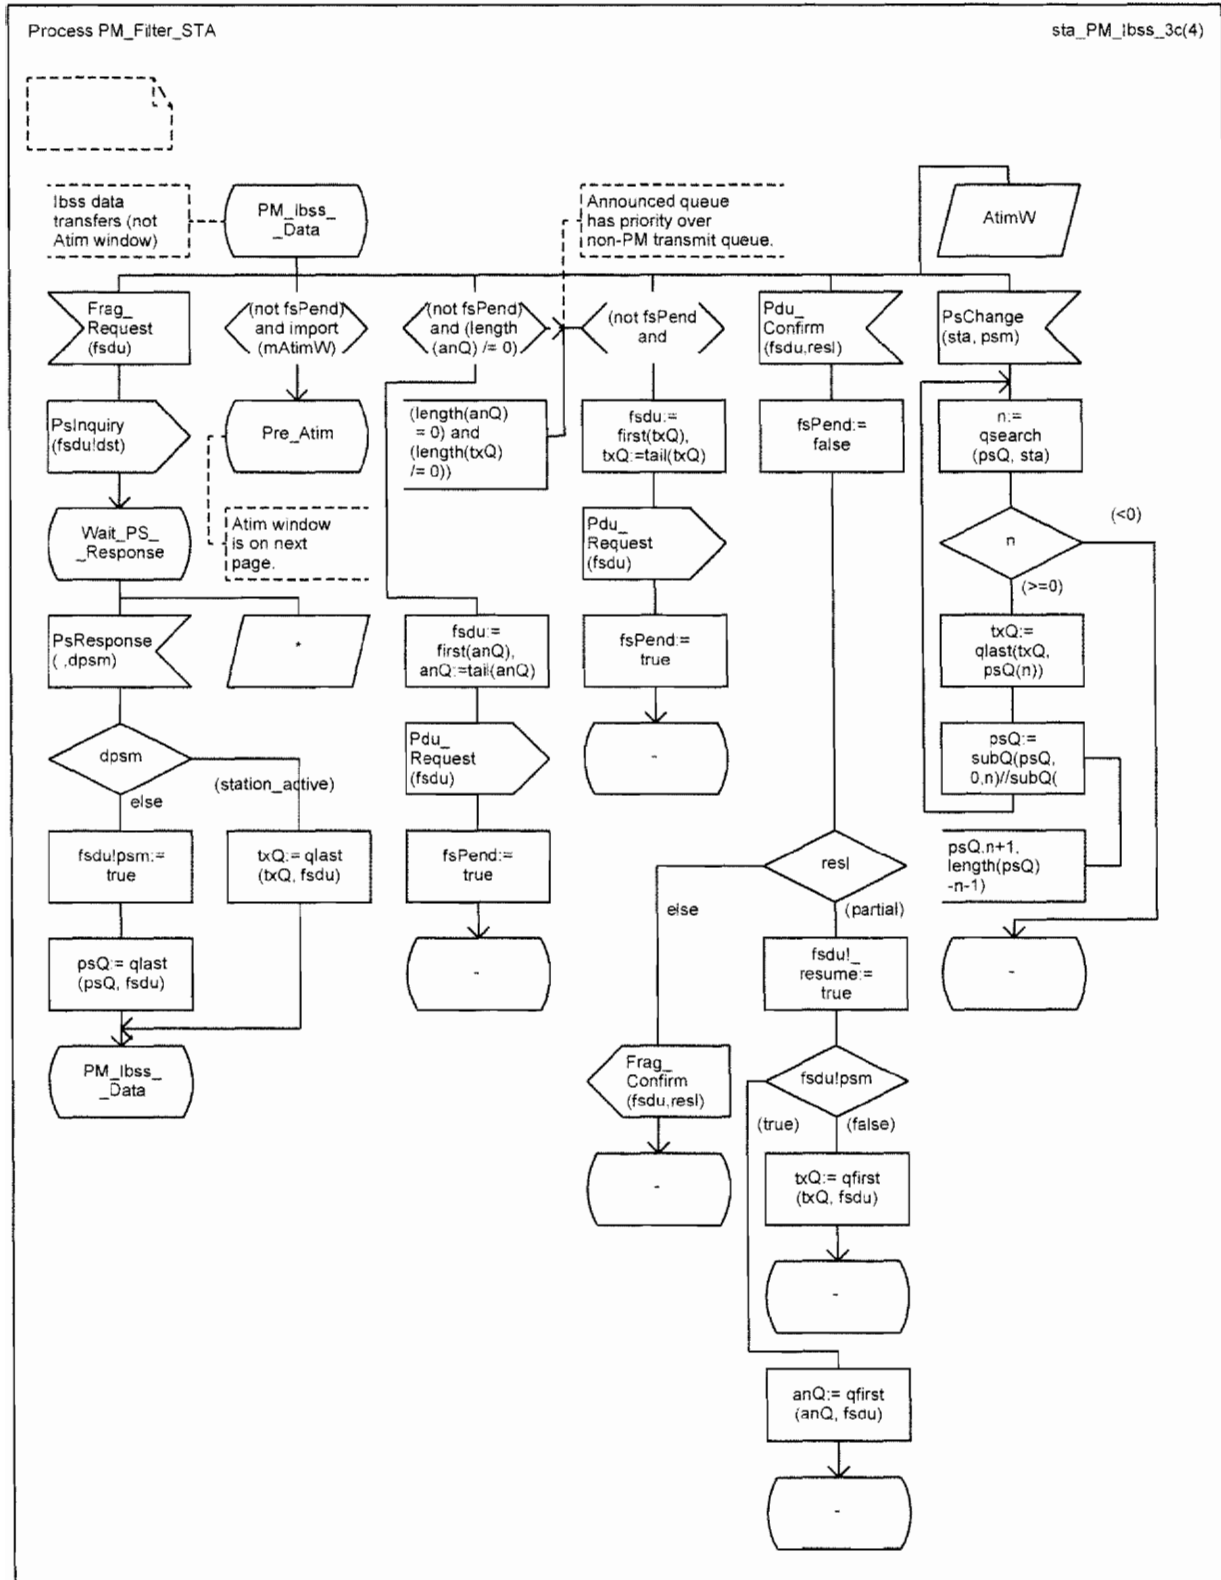 Process PM_Filter_STA
sta_PM_Ibss_3c(4)
Ibss data
transfers (not
Atim window)
PM_Ibss_
_Data
Announced queue
has priority over
non-PM transmit queue.
AtimW
Frag_
Request
(fsdu)
(not fsPend)
and import
(mAtimW)
(not fsPend)
and (length
(anQ) /= 0)
(not fsPend
and
Pdu_
Confirm
(fsdu,resl)
PsChange
(sta, psm)
PsInquiry
(fsdu!dst)
Pre_Atim
(length(anQ)
= 0) and
(length(txQ)
/= 0))
fsdu:=
first(txQ),
txQ:=tail(txQ)
fsPend:=
false
n:=
qsearch
(psQ, sta)
Wait_PS_
_Response
Atim window
is on next
page.
Pdu_
Request
(fsdu)
n
(<0)
(>=0)
PsResponse
( ,dpsm)
*
fsdu:=
first(anQ),
anQ:=tail(anQ)
fsPend:=
true
txQ:=
qlast(txQ,
psQ(n))
dpsm
(station_active)
else
Pdu_
Request
(fsdu)
-
psQ:=
subQ(psQ,
0,n)//subQ(
fsdu!psm:=
true
txQ:= qlast
(txQ, fsdu)
fsPend:=
true
resl
else
(partial)
psQ,n+1,
length(psQ)
-n-1)
psQ:= qlast
(psQ, fsdu)
-
fsdu!_
resume:=
true
-
PM_Ibss_
_Data
Frag_
Confirm
(fsdu,resl)
fsdu!psm
(true)
(false)
-
txQ:= qfirst
(txQ, fsdu)
-
anQ:= qfirst
(anQ, fsdu)
-